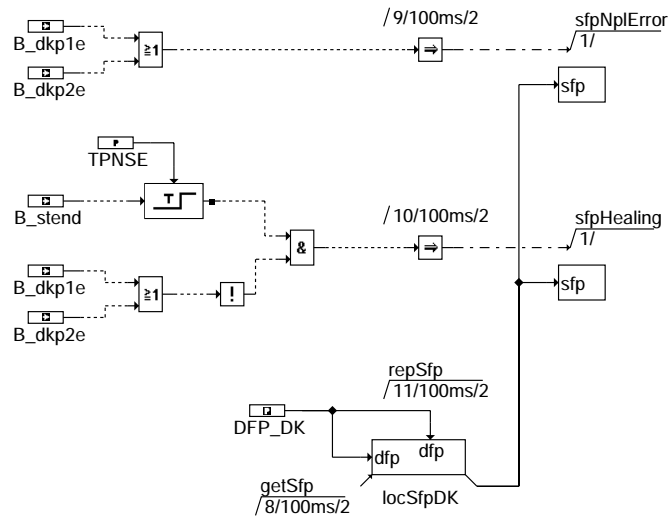 /9/100ms/2
sfpNplError
1/
B_dkp1e
≥1
⇒
B_dkp2e
sfp
P
TPNSE
T
B_stend
/10/100ms/2
sfpHealing
1/
&
⇒
B_dkp1e
≥1
!
sfp
B_dkp2e
repSfp
/11/100ms/2
DFP_DK
dfp
dfp
getSfp
/8/100ms/2
locSfpDK